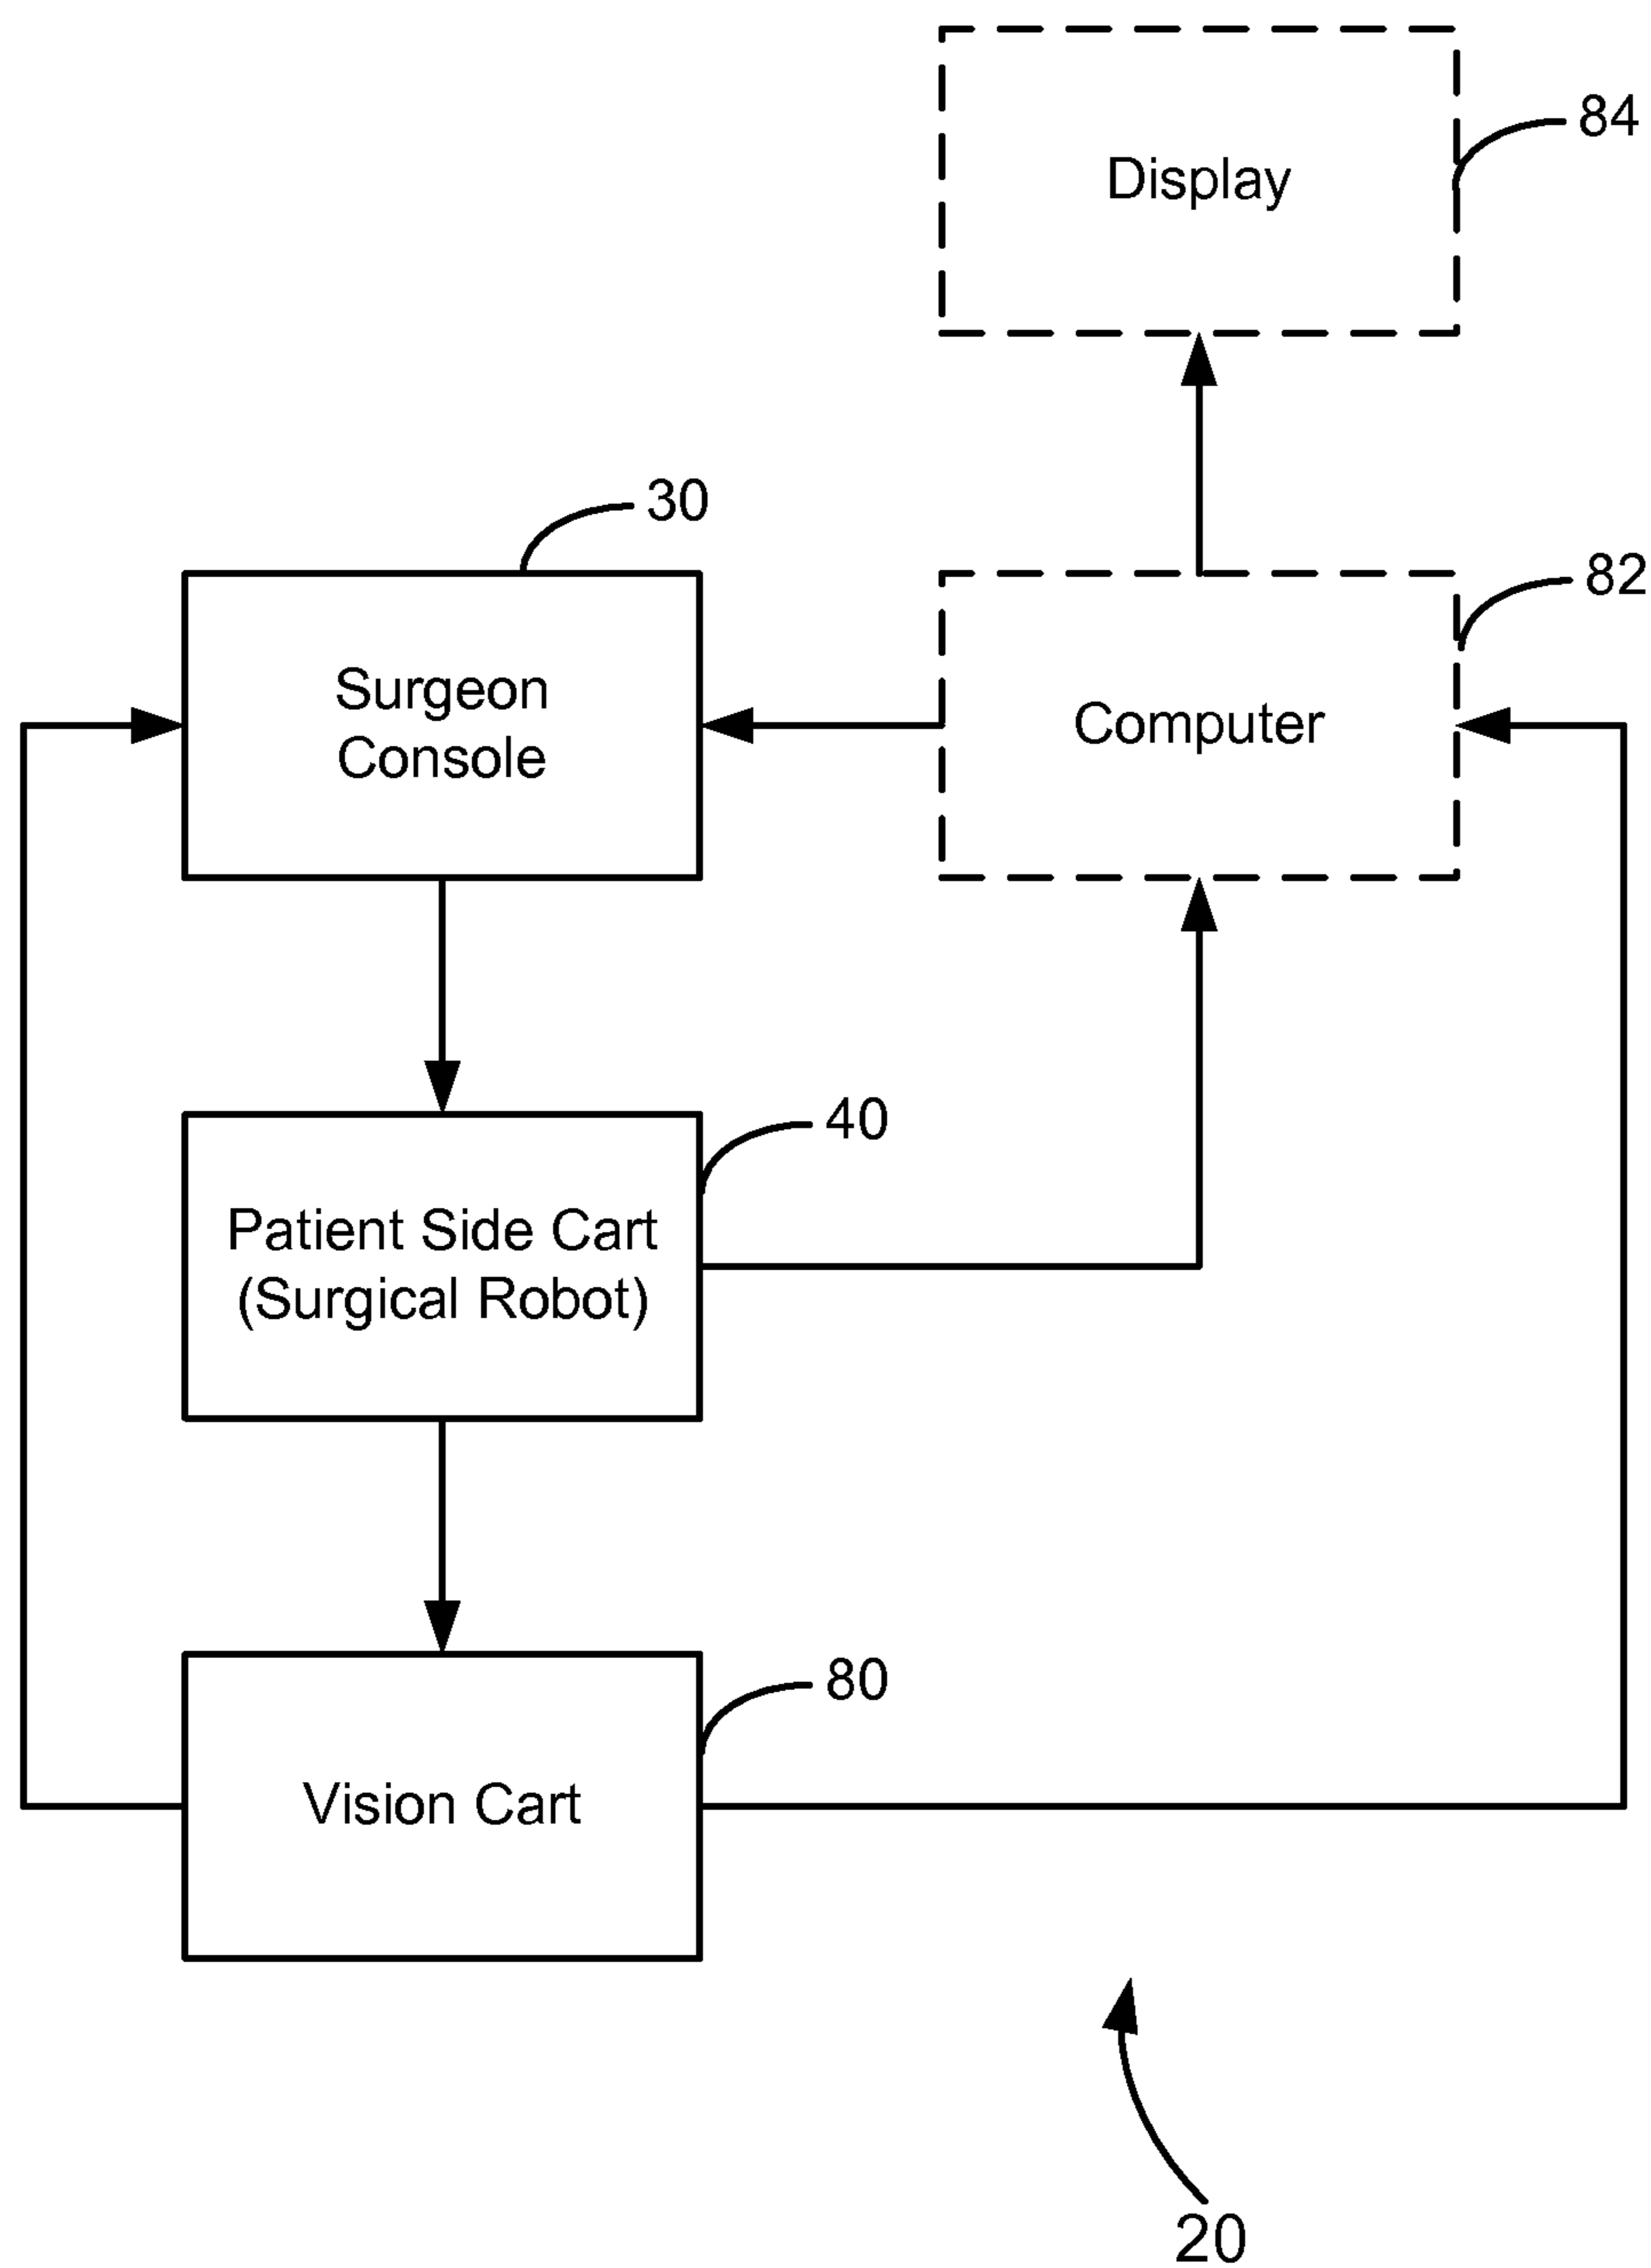 84
Display
30
82
Surgeon
Console
Computer
40
Patient Side Cart
(Surgical Robot)
80
Vision Cart
20